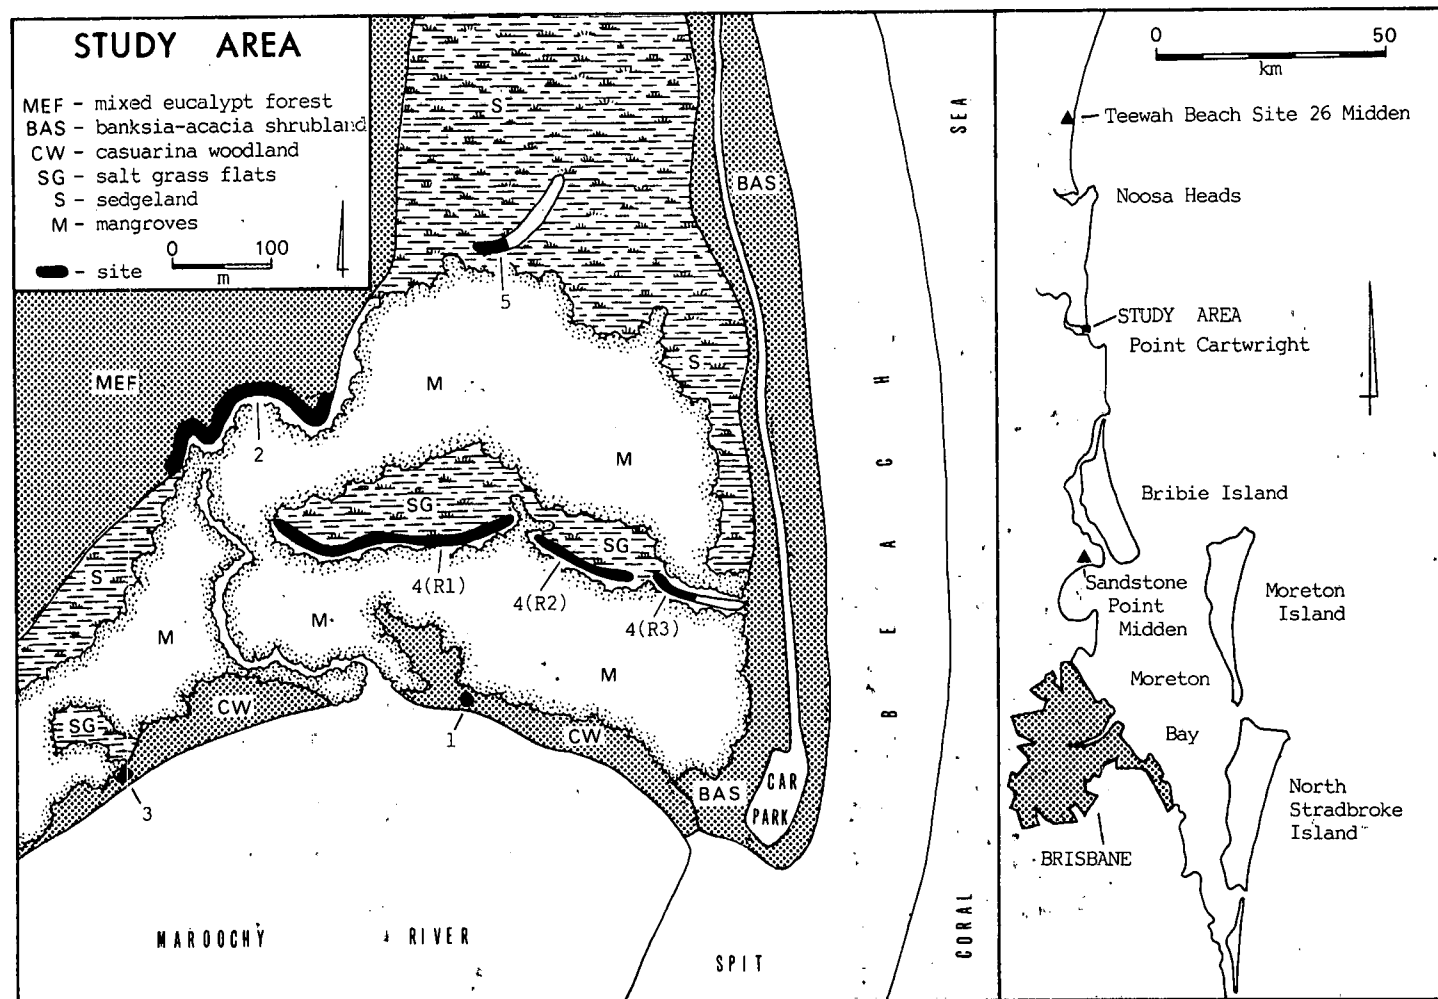 STUDY AREA
MEF - mixed eucalypt forest
BAS - banksia-acacia shrubland
CW - casuarina woodland
SG - salt grass flats
S - sedgeland
M - mangroves
0 100
m
- site
S
BAS
5
MEF
S
M
2
M
SG
SG
S
4(R1)
4(R2)
4(R3)
M
M
M
CW
SG
1
CW
3
BAS
CAR
PARK
MAROOCHY RIVER
SPIT
BEACH
CORAL SEA
0 50
km
Teewah Beach Site 26 Midden
Noosa Heads
STUDY AREA
Point Cartwright
Bribie Island
Sandstone
Point
Midden
Moreton
Island
Moreton
Bay
North
Stradbroke
Island
BRISBANE